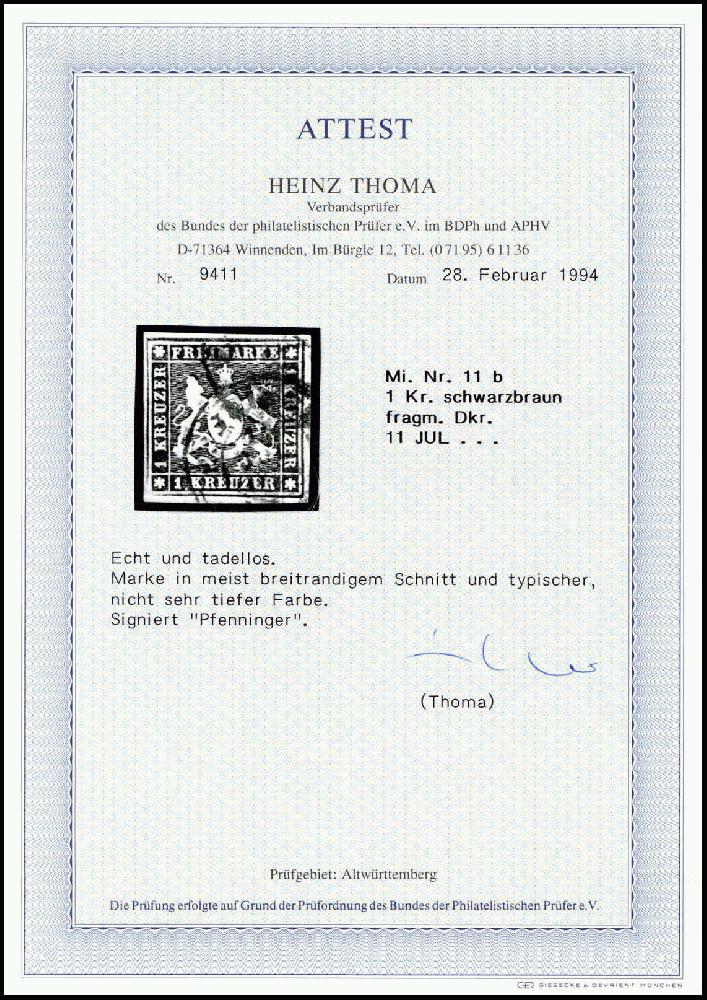 ATTEST
HEINZ THOMA
Verbandsprüfer
des Bundes der philatelistischen Prüfer e.V. im BDPh und APHV
D-71364 Winnenden, Im Bürgle 12, Tel. (07195) 61136
Nr. 9411 Datum 28. Februar 1994
FREIMARKE
1 KREUZER
1 KREUZER
1 KREUZER
Mi. Nr. 11 b
1 Kr. schwarzbraun
fragm. Dkr.
11 JUL . . .
Echt und tadellos.
Marke in meist breitrandigem Schnitt und typischer,
nicht sehr tiefer Farbe.
Signiert "Pfenninger".
(Thoma)
Prüfgebiet: Altwürttemberg
Die Prüfung erfolgte auf Grund der Prüfordnung des Bundes der Philatelistischen Prüfer e.V.
GIESECKE & DEVRIENT MÜNCHEN